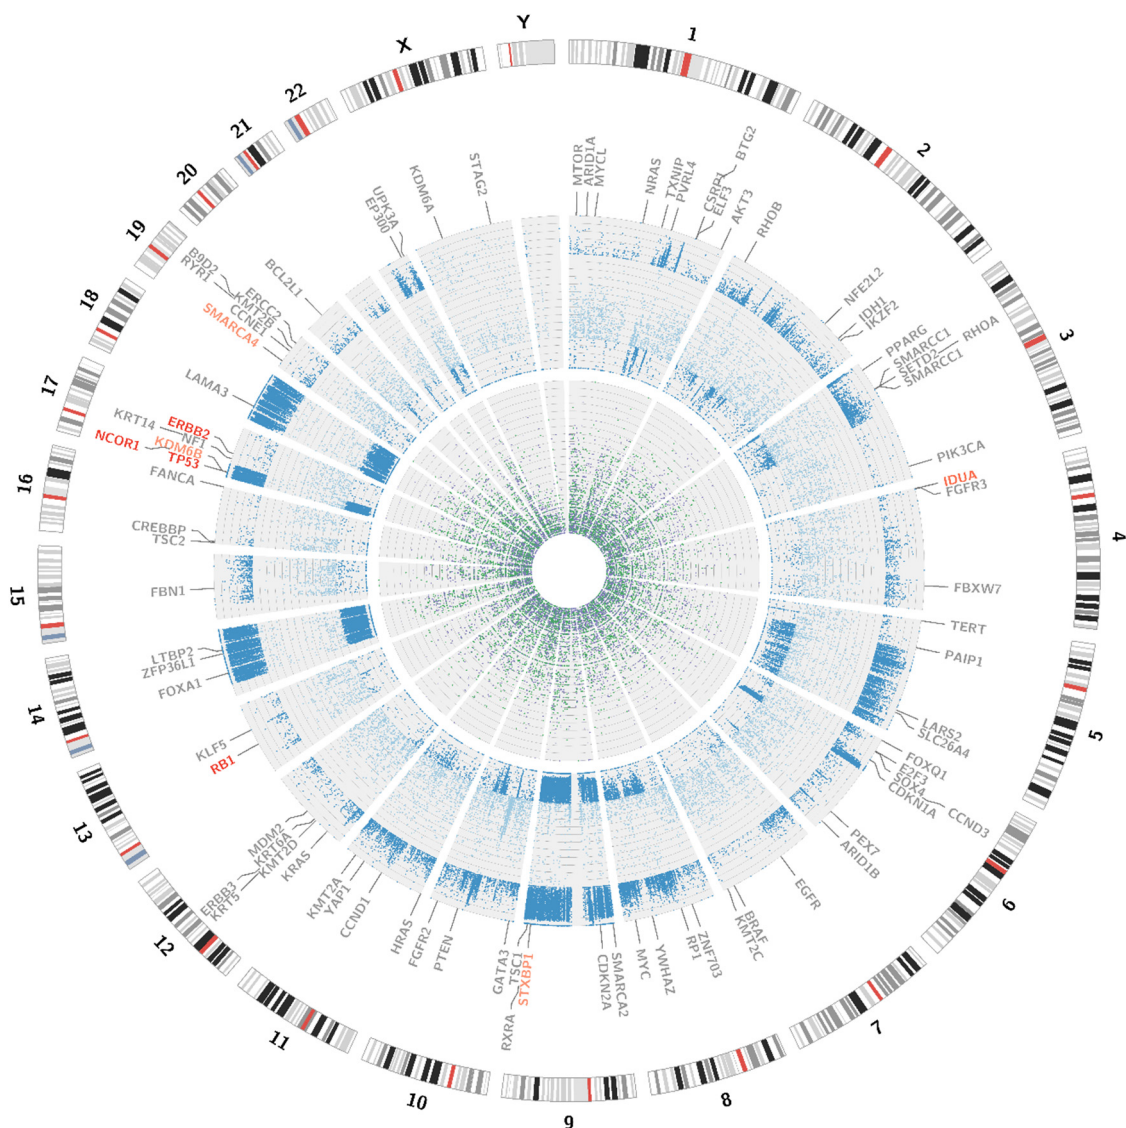 1
2
3
4
5
6
7
8
9
10
11
12
13
14
15
16
17
18
19
20
21
22
X
Y
MTOR
ARID1A
MYCL
NRAS
TXNIP
PVRL4
CSRP1
BTG2
ELF3
AKT3
RHOB
NFE2L2
IDH1
IKZF2
PPARG
SMARCC1
RHOA
SETD2
SMARCC1
PIK3CA
IDUA
FGFR3
FBXW7
TERT
PAIP1
LARS2
SLC26A4
FOXQ1
E2F3
SOX4
CCND3
CDKN1A
PEX7
ARID1B
EGFR
BRAF
KMT2C
ZNF703
RP1
YWHAZ
MYC
SMARCA2
CDKN2A
STXBP1
TSC1
RXRA
GATA3
PTEN
FGFR2
HRAS
CCND1
YAP1
KMT2A
KRAS
KMT2D
KRT6A
KRT5
ERBB3
MDM2
RB1
KLF5
FOXA1
ZFP36L1
LTBP2
FBN1
TSC2
CREBBP
FANCA
TP53
KDM6B
NCOR1
NF1
KRT14
ERBB2
LAMA3
SMARCA4
CCNE1
KMT2B
RYR1
B9D2
ERCC2
BCL2L1
EP300
UPK3A
KDM6A
STAG2